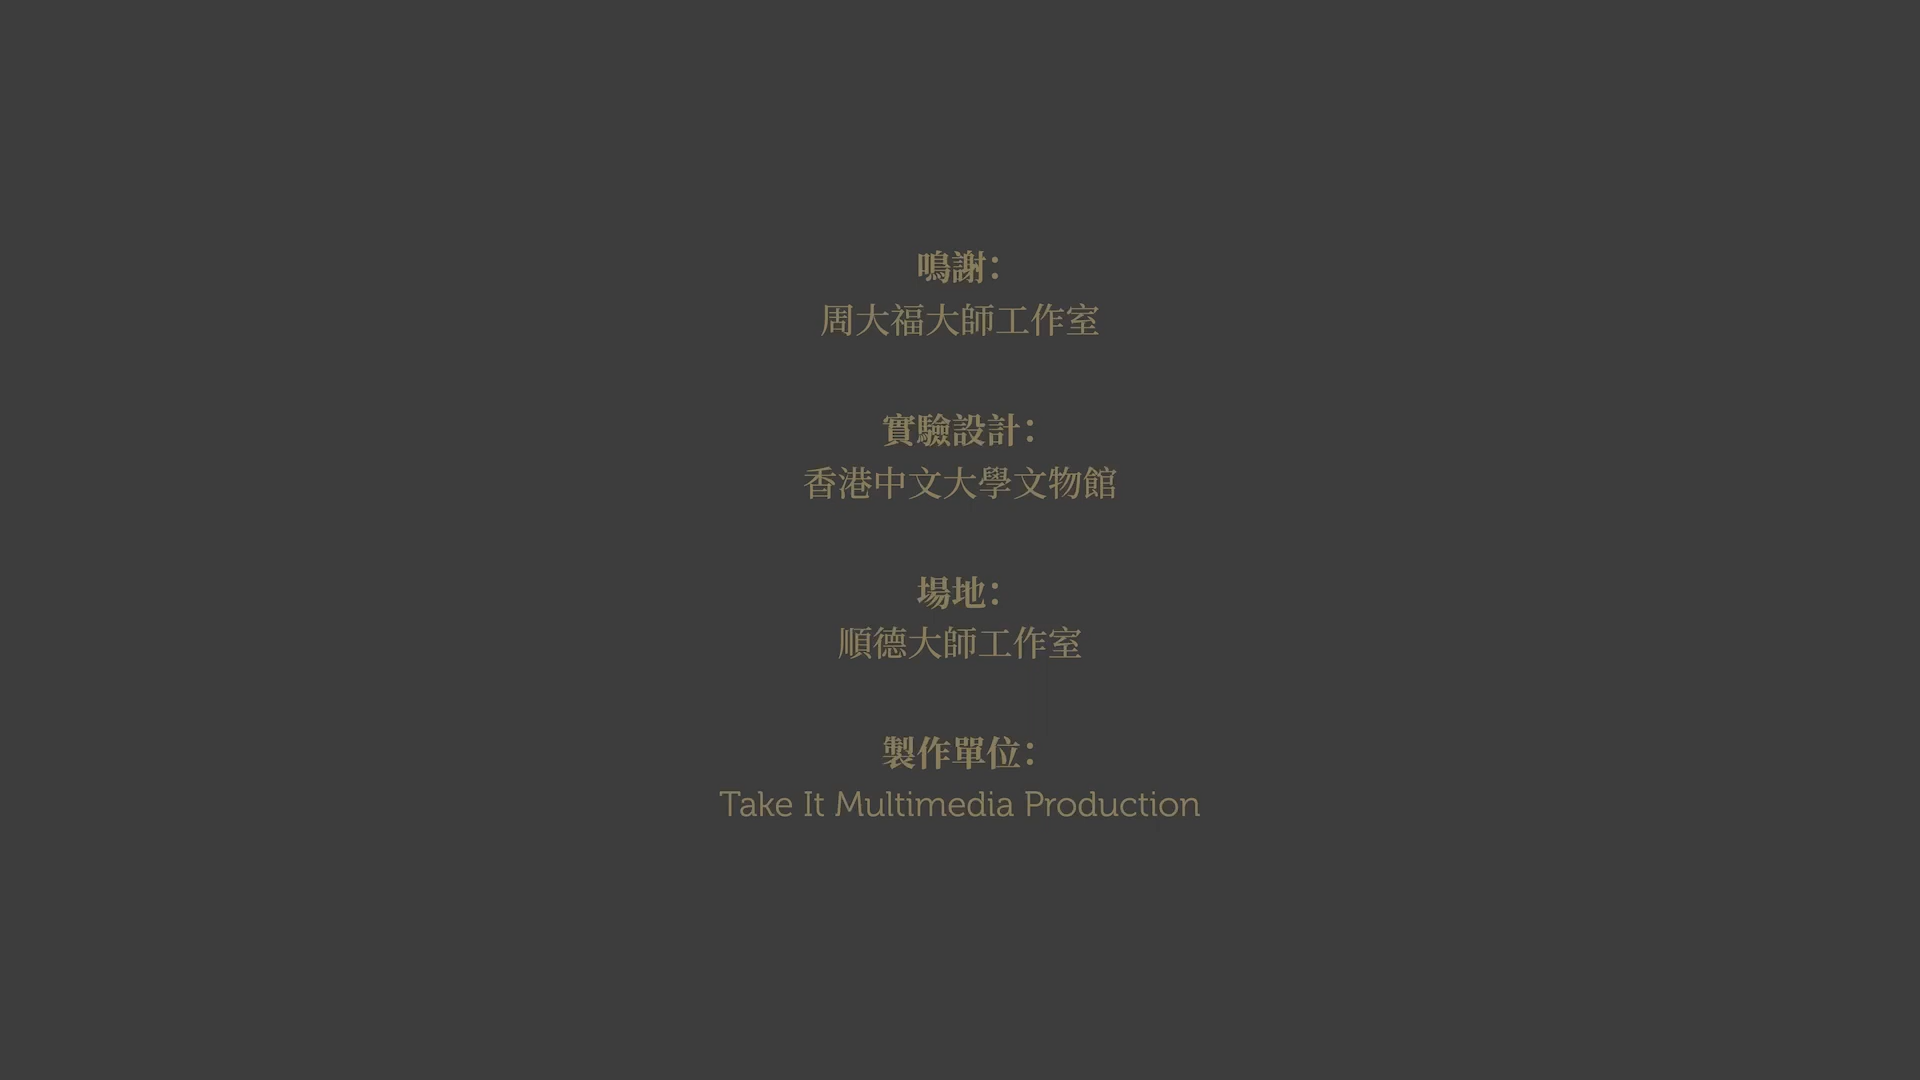 鳴謝：
周大福大師工作室
實驗設計：
香港中文大學文物館
場地：
順德大師工作室
製作單位：
Take It Multimedia Production